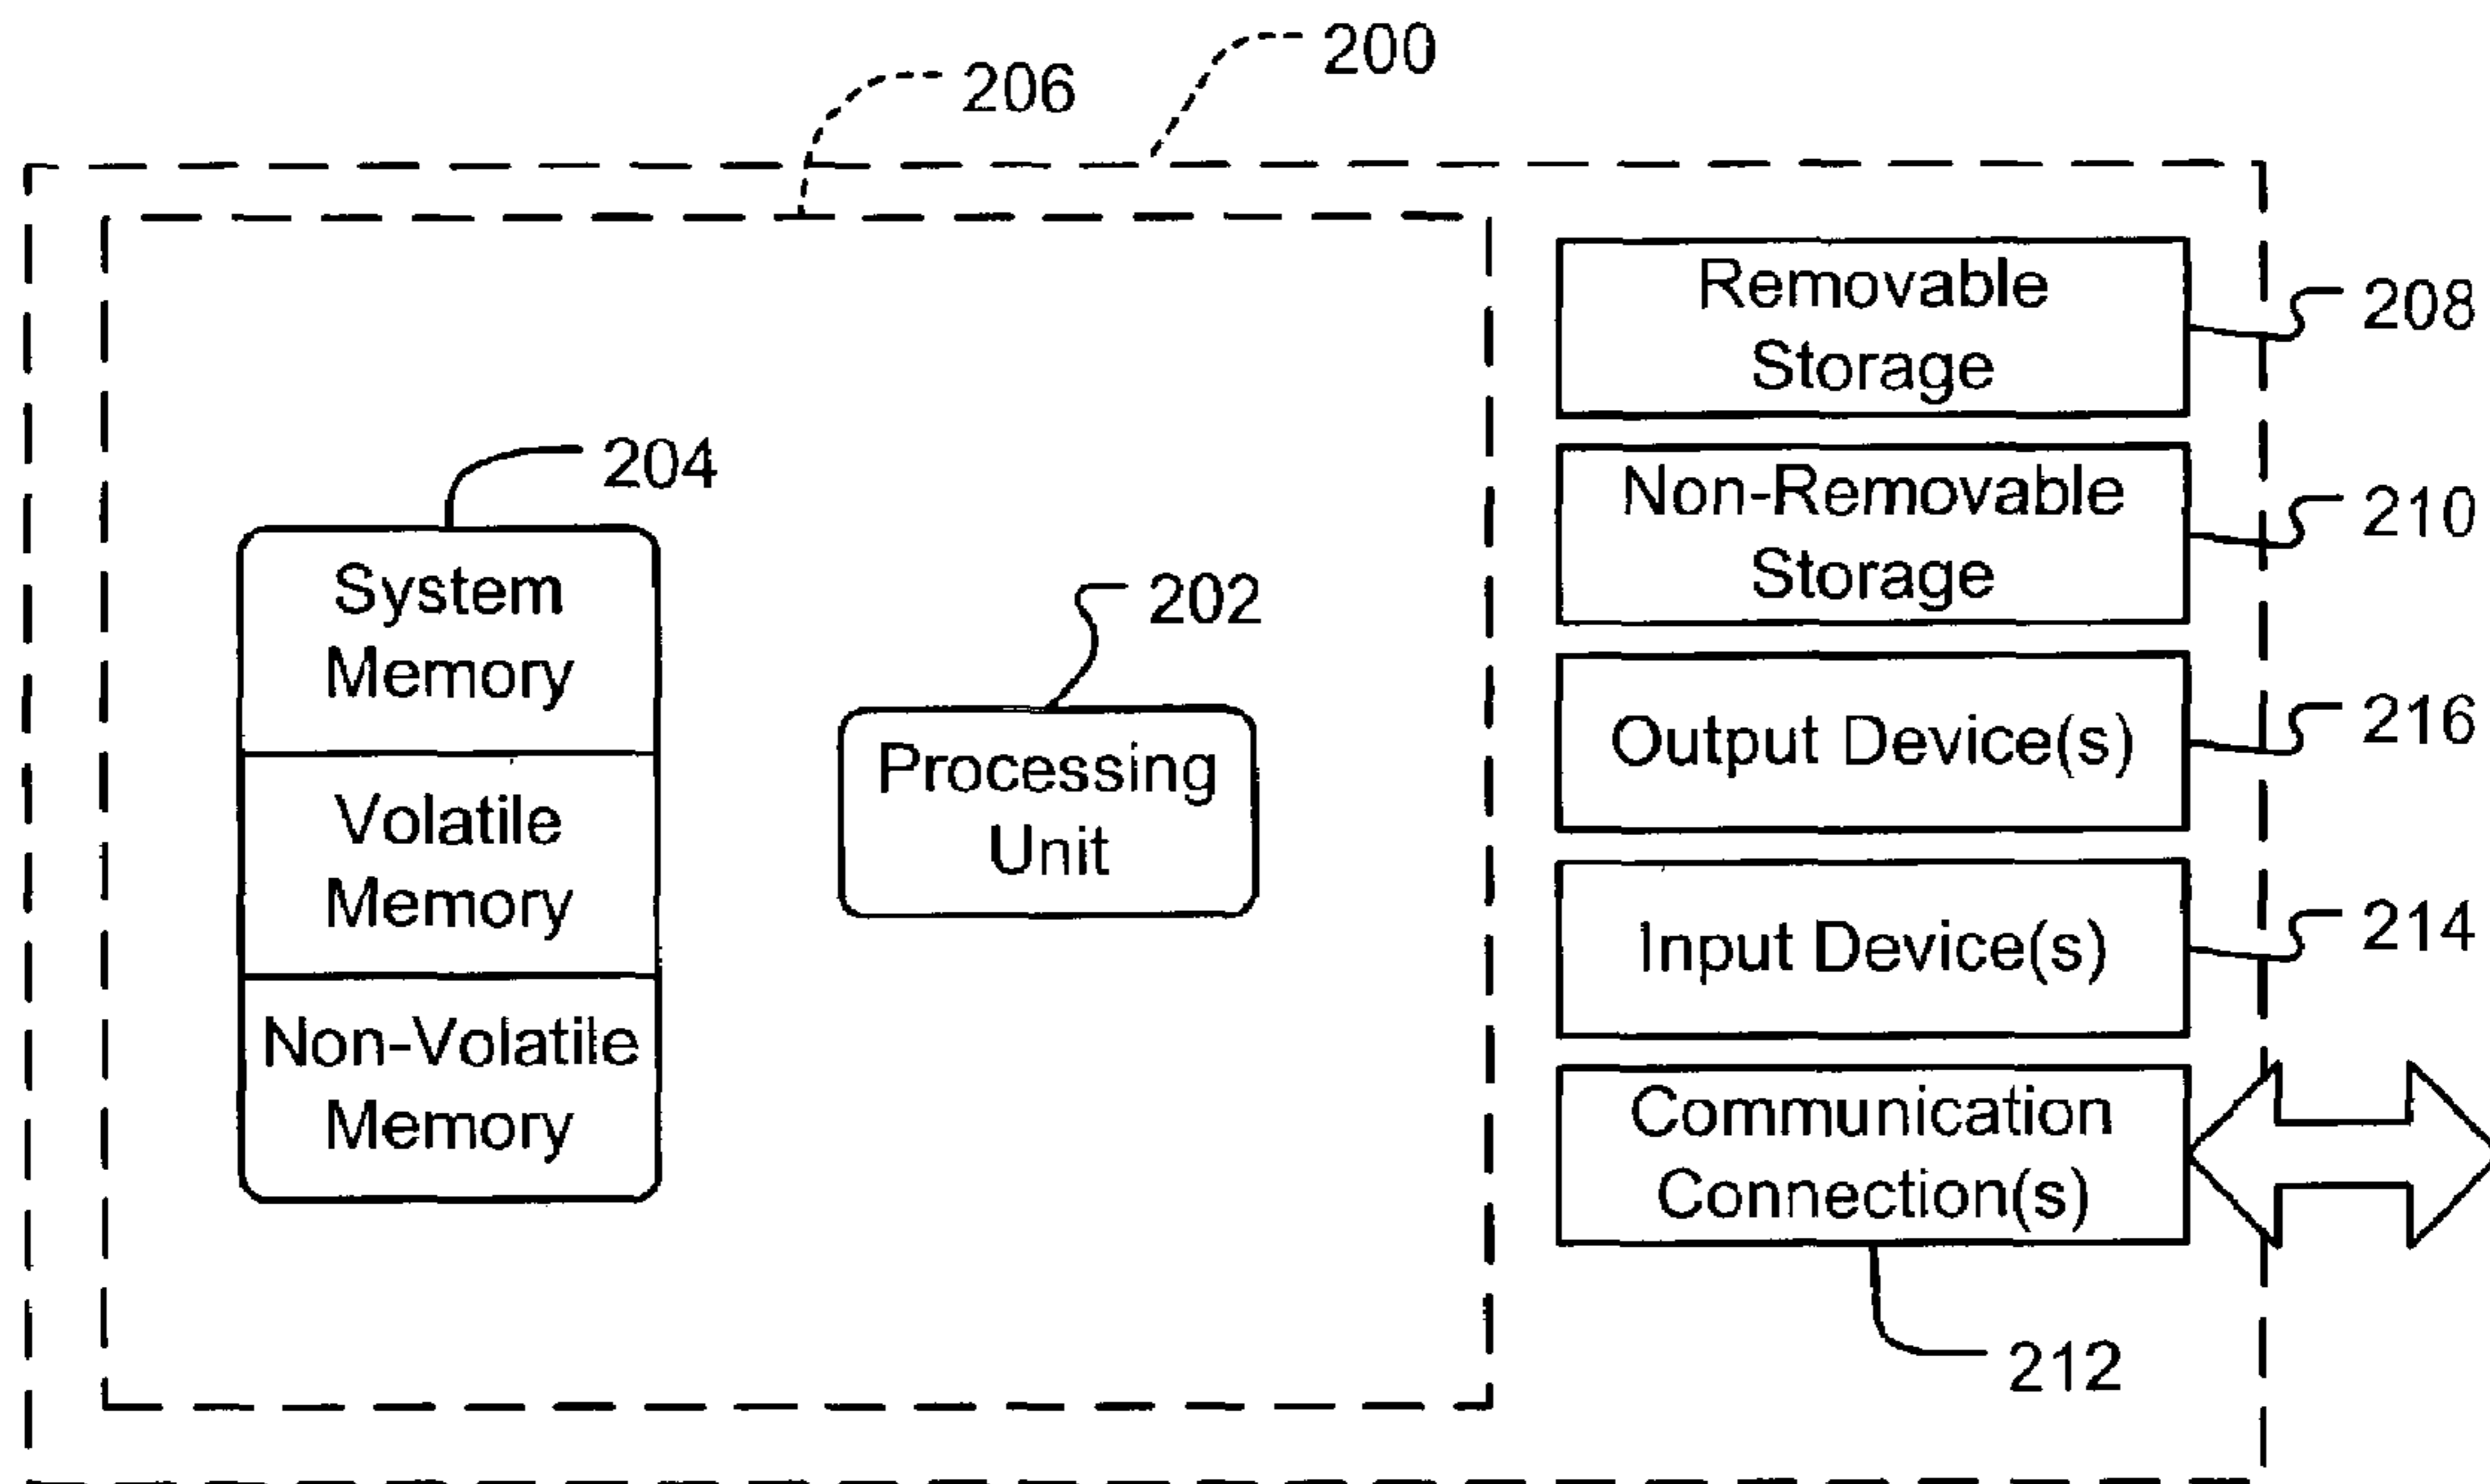 200
206
Removable
Storage
208
Non-Removable
Storage
210
204
System
Memory
202
Processing
Unit
Output Device(s)
216
Volatile
Memory
Input Device(s)
214
Non-Volatile
Memory
Communication
Connection(s)
212